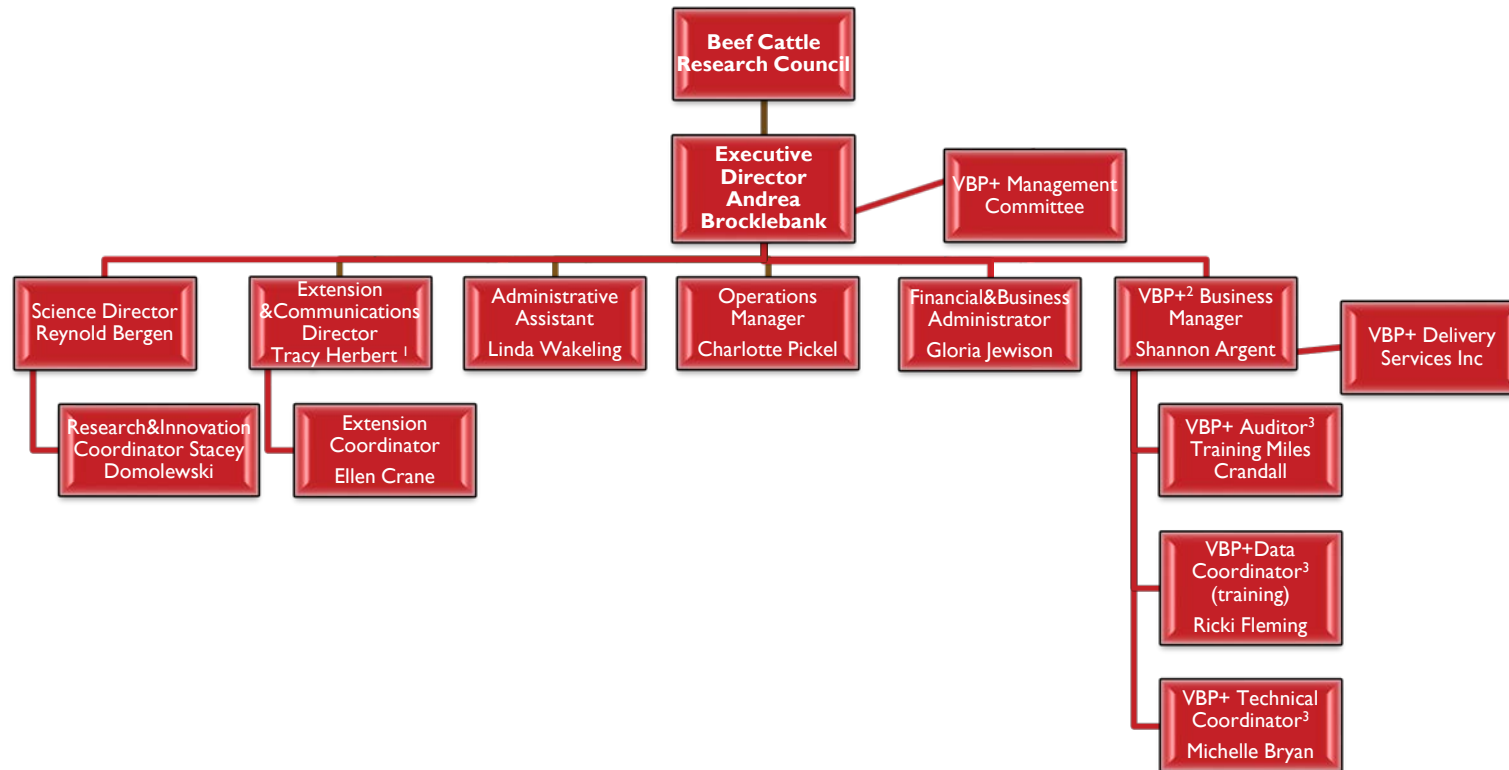 Beef Cattle
Research Council
Executive
Director
Andrea
Brocklebank
VBP+ Management
Committee
Science Director
Reynold Bergen
Extension
&Communications
Director
Tracy Herbert ¹
Administrative
Assistant
Linda Wakeling
Operations
Manager
Charlotte Pickel
Financial&Business
Administrator
Gloria Jewison
VBP+² Business
Manager
Shannon Argent
VBP+ Delivery
Services Inc
Research&Innovation
Coordinator Stacey
Domolewski
Extension
Coordinator
Ellen Crane
VBP+ Auditor³
Training Miles
Crandall
VBP+Data
Coordinator³
(training)
Ricki Fleming
VBP+ Technical
Coordinator³
Michelle Bryan